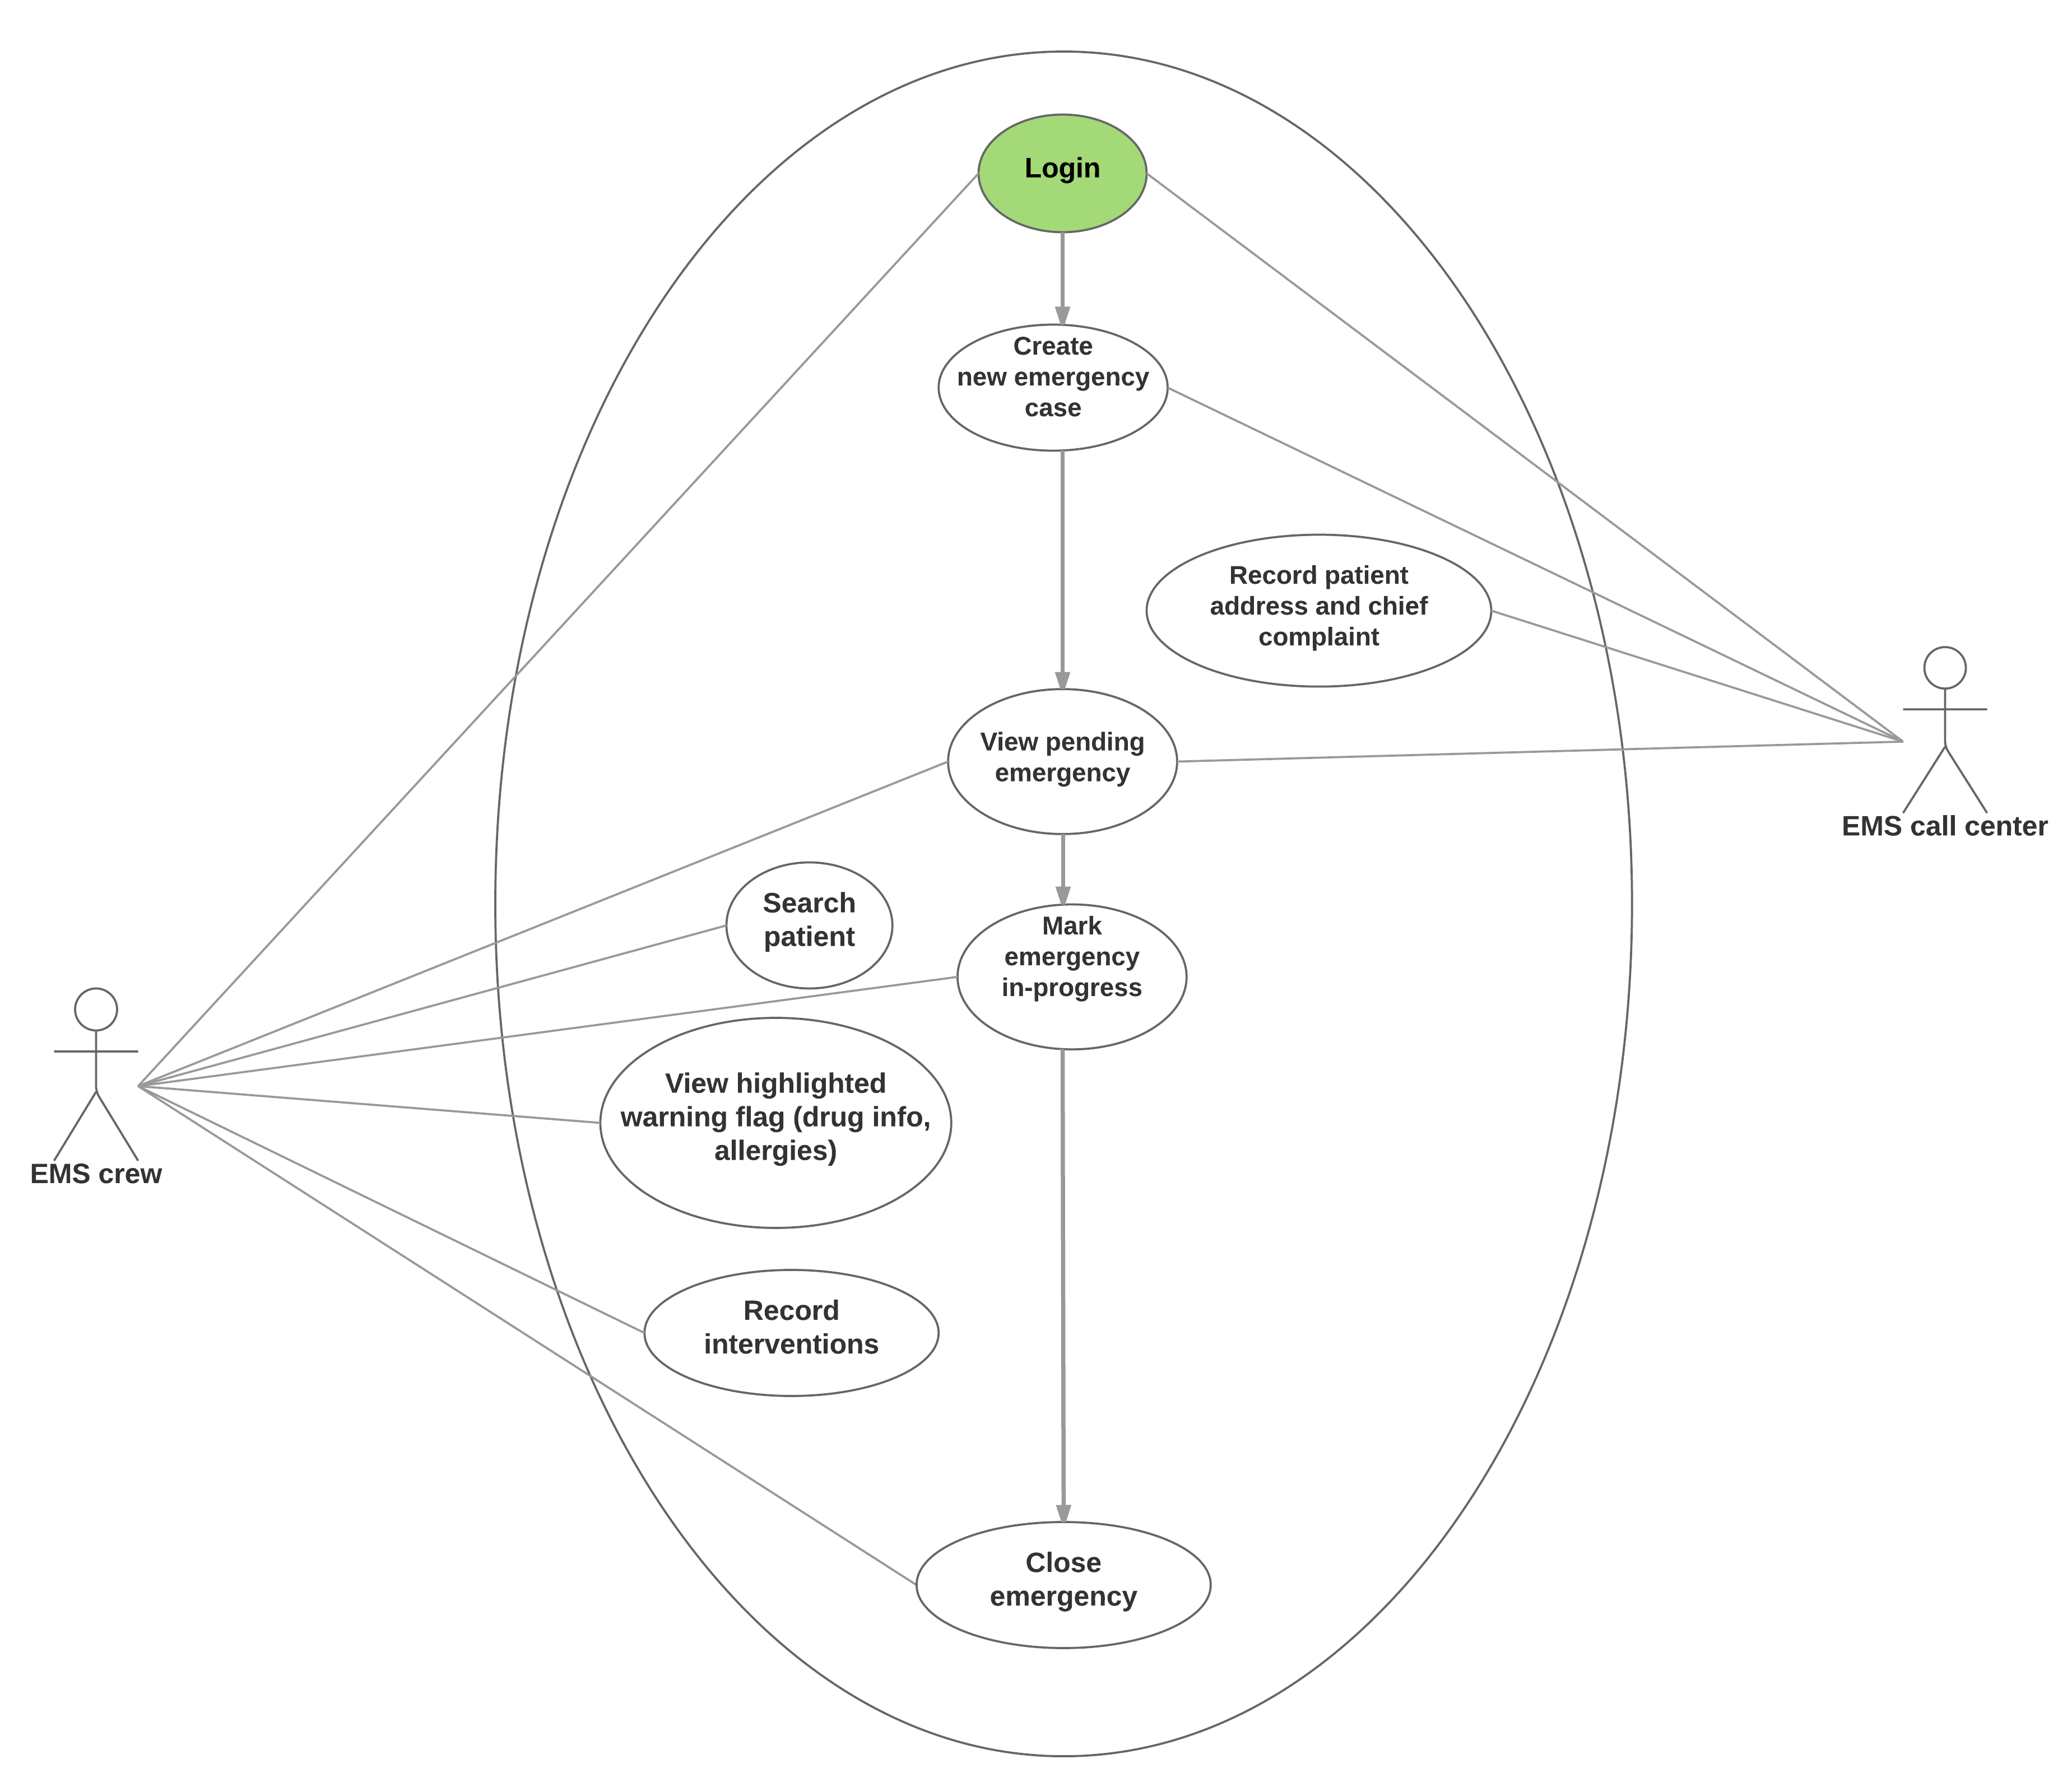 Login
Create
new emergency
case
Record patient
address and chief
complaint
View pending
emergency
EMS call center
Search
patient
Mark
emergency
in-progress
View highlighted
warning flag (drug info,
allergies)
EMS crew
Record
interventions
Close
emergency